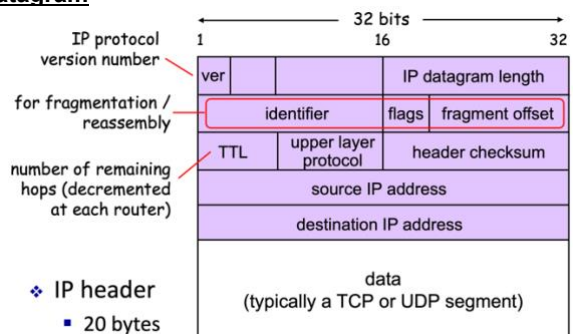 32 bits
1 16 32
IP protocol
version number
ver
IP datagram length
for fragmentation /
reassembly
identifier
flags
fragment offset
TTL
upper layer
protocol
header checksum
number of remaining
hops (decremented
at each router)
source IP address
destination IP address
data
(typically a TCP or UDP segment)
❖ IP header
▪ 20 bytes